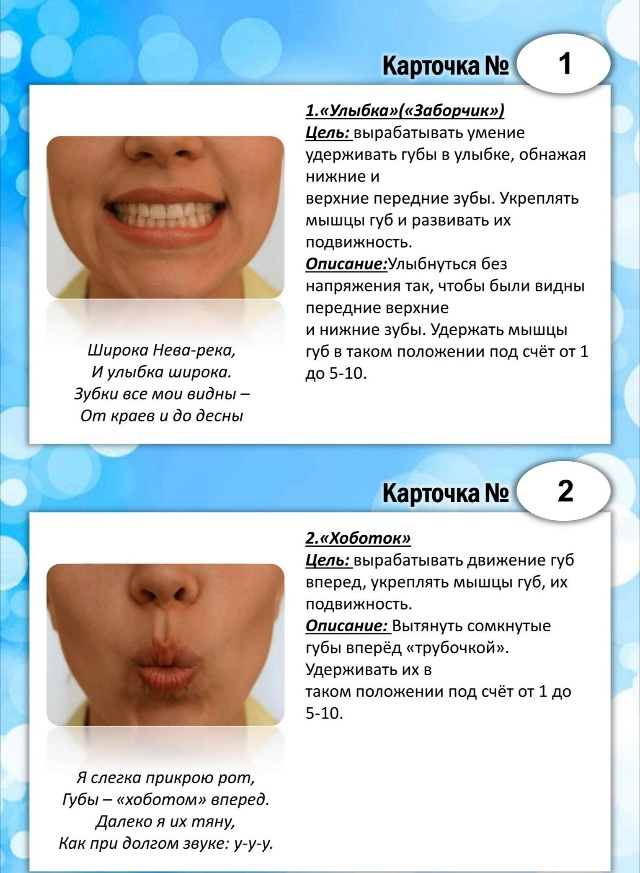 Карточка № 1
1.«Улыбка»(«Заборчик»)
Цель: вырабатывать умение
удерживать губы в улыбке, обнажая
нижние и
верхние передние зубы. Укреплять
мышцы губ и развивать их
подвижность.
Описание:Улыбнуться без
напряжения так, чтобы были видны
передние верхние
и нижние зубы. Удержать мышцы
губ в таком положении под счёт от 1
до 5-10.
Широка Нева-река,
И улыбка широка.
Зубки все мои видны –
От краев и до десны
Карточка № 2
2.«Хоботок»
Цель: вырабатывать движение губ
вперед, укреплять мышцы губ, их
подвижность.
Описание: Вытянуть сомкнутые
губы вперёд «трубочкой».
Удерживать их в
таком положении под счёт от 1 до
5-10.
Я слегка прикрою рот,
Губы – «хоботом» вперед.
Далеко я их тяну,
Как при долгом звуке: у-у-у.